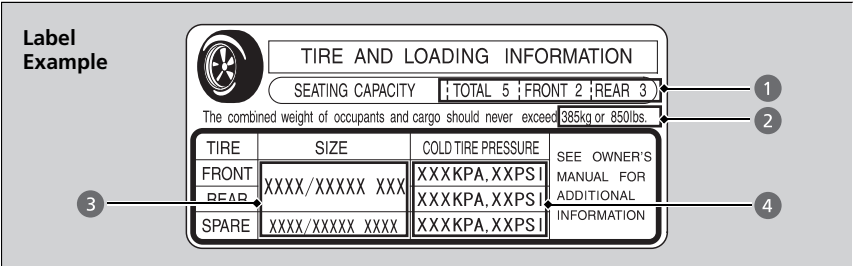 Label
Example
TIRE AND LOADING INFORMATION
SEATING CAPACITY TOTAL 5 FRONT 2 REAR 3
1
The combined weight of occupants and cargo should never exceed 385kg or 850lbs.
2
TIRE SIZE COLD TIRE PRESSURE
SEE OWNER'S
MANUAL FOR
ADDITIONAL
INFORMATION
FRONT XXXX/XXXXX XXX XXXKPA,XXPSI
REAR XXXKPA,XXPSI
3
4
SPARE XXXX/XXXXX XXXX XXXKPA,XXPSI